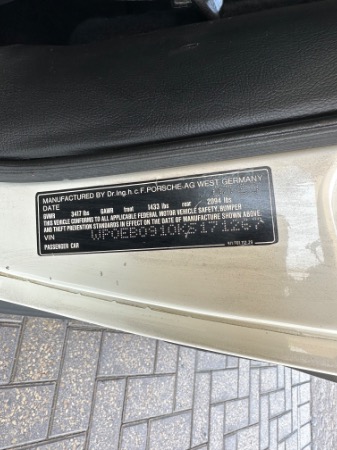 MANUFACTURED BY Dr.Ing.h.c.F.PORSCHE AG WEST GERMANY
DATE
GVWR 3417 lbs GAWR front 1433 lbs rear 2094 lbs
THIS VEHICLE CONFORMS TO ALL APPLICABLE FEDERAL MOTOR VEHICLE SAFETY, BUMPER
AND THEFT PREVENTION STANDARDS IN EFFECT ON THE DATE OF MANUFACTURE SHOWN ABOVE.
VIN WP0EB0910KS171267
PASSENGER CAR